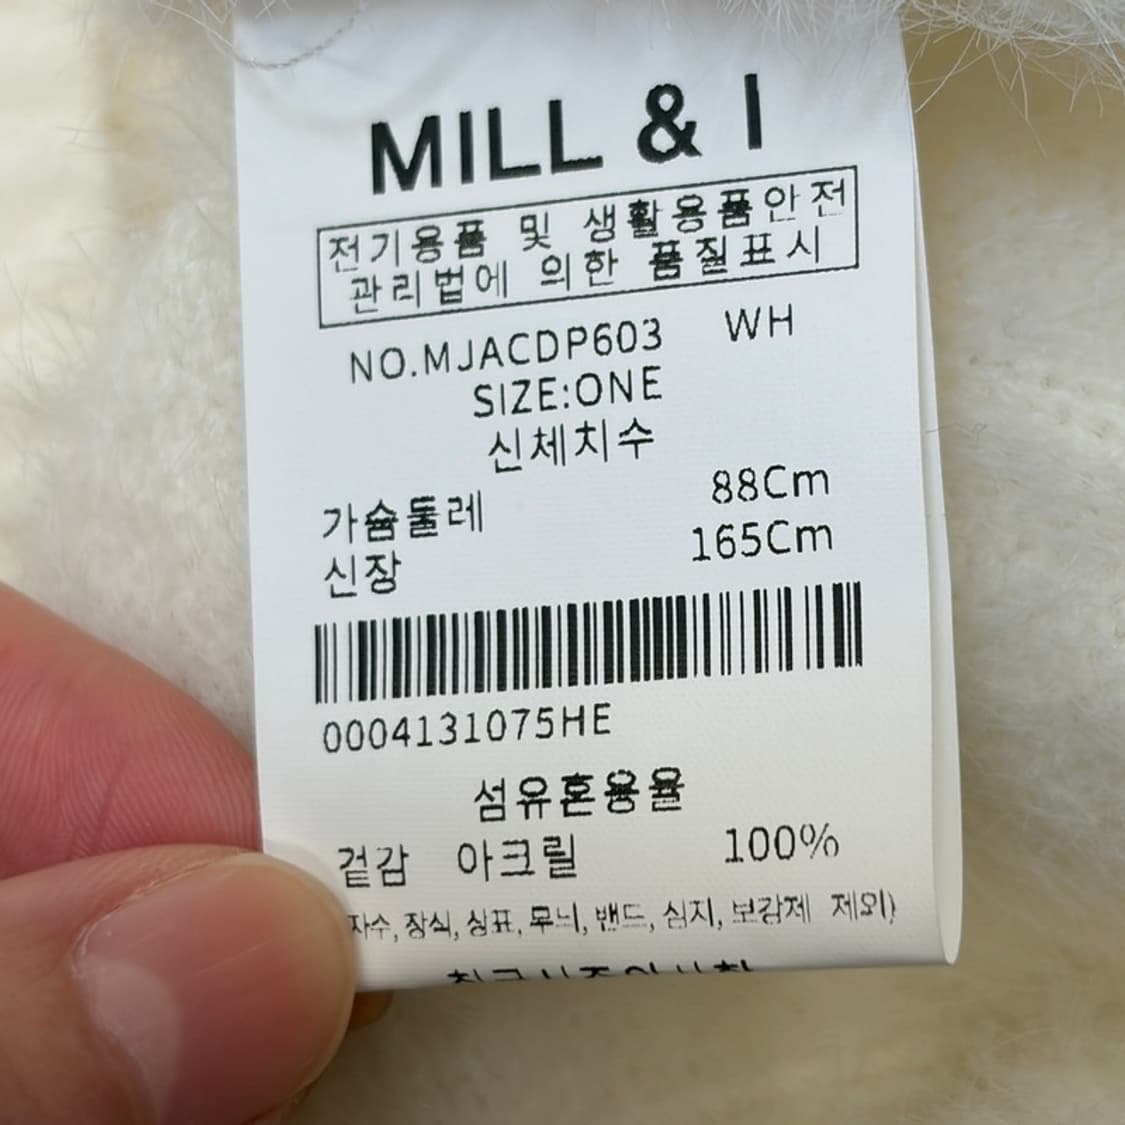 MILL & I
전기용품 및 생활용품안전
관리법에 의한 품질표시
NO.MJACDP603 WH
SIZE:ONE
신체치수
가슴둘레 88Cm
신장 165Cm
0004131075HE
섬유혼용율
겉감 아크릴 100%
자수, 장식, 상표, 무늬, 밴드, 심지, 보강제 제외)